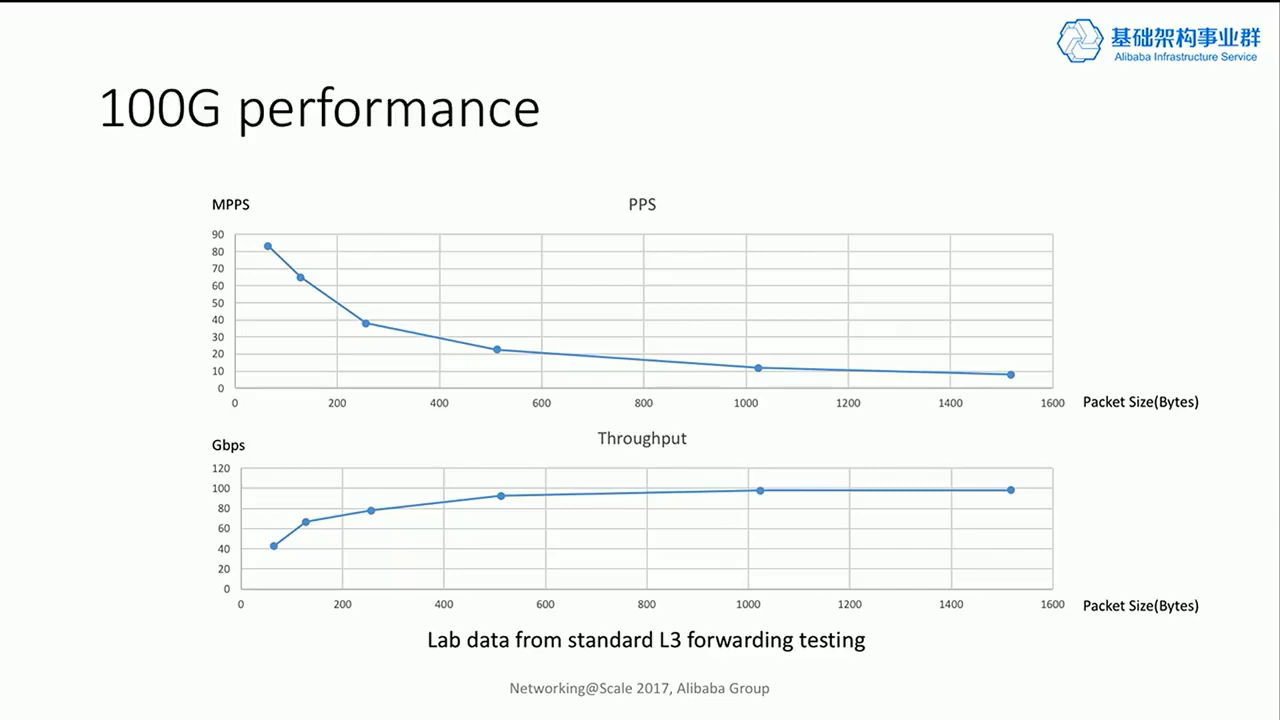 基础架构事业群
Alibaba Infrastructure Service
100G performance
MPPS
PPS
90
80
70
60
50
40
30
20
10
0
0 200 400 600 800 1000 1200 1400 1600
Packet Size(Bytes)
Gbps
Throughput
120
100
80
60
40
20
0
0 200 400 600 800 1000 1200 1400 1600
Packet Size(Bytes)
Lab data from standard L3 forwarding testing
Networking@Scale 2017, Alibaba Group